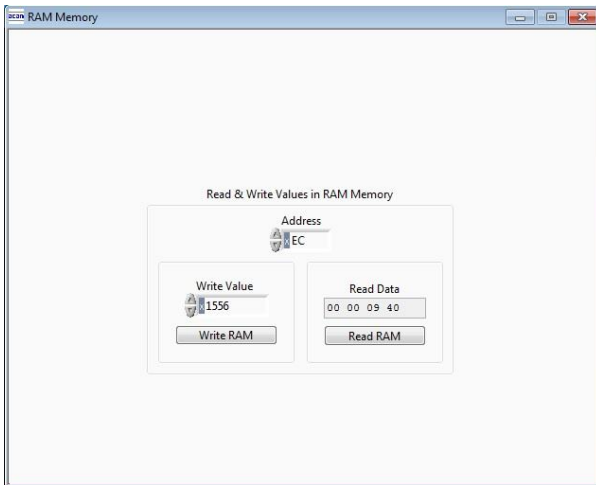 acan RAM Memory
Read & Write Values in RAM Memory
Address
x EC
Write Value
x 1556
Write RAM
Read Data
00 00 09 40
Read RAM